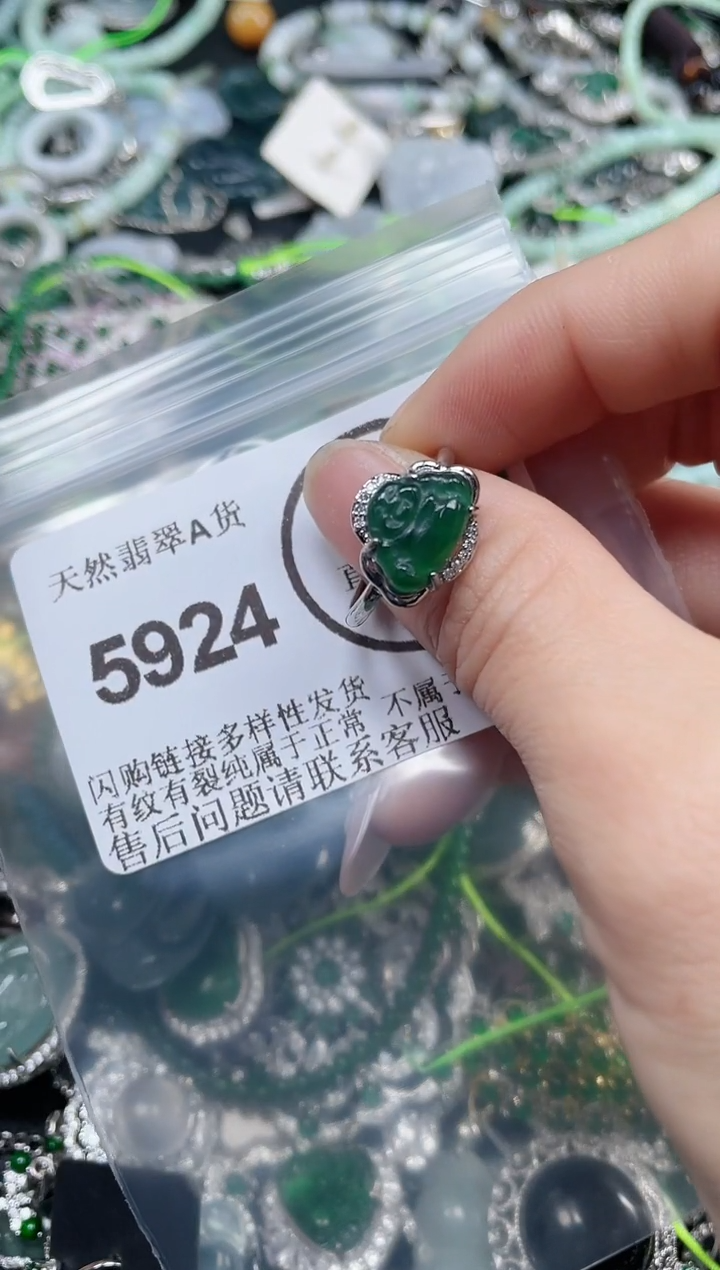 天然翡翠A货
5924
闪购链接多样性发货 不属于
有纹有裂纯属于正常
售后问题请联系客服